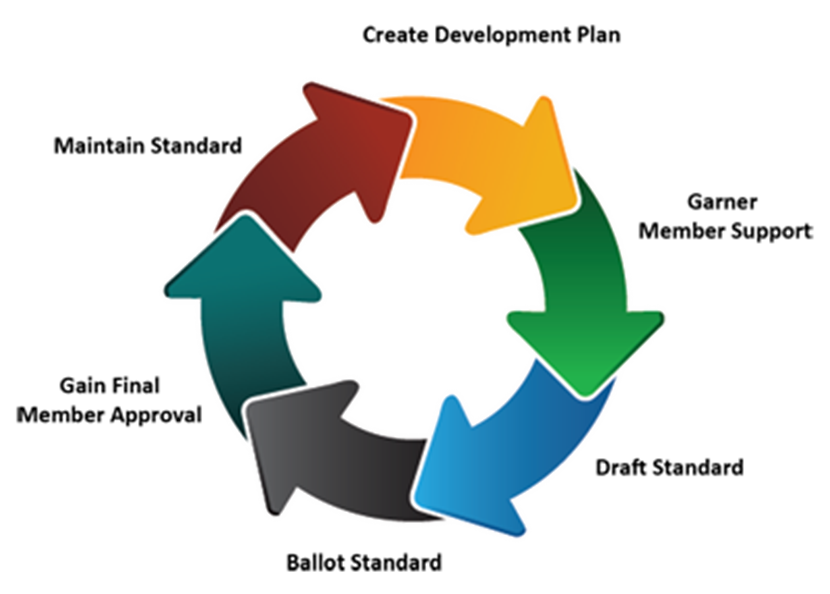 Create Development Plan
Garner
Member Support
Draft Standard
Ballot Standard
Gain Final
Member Approval
Maintain Standard